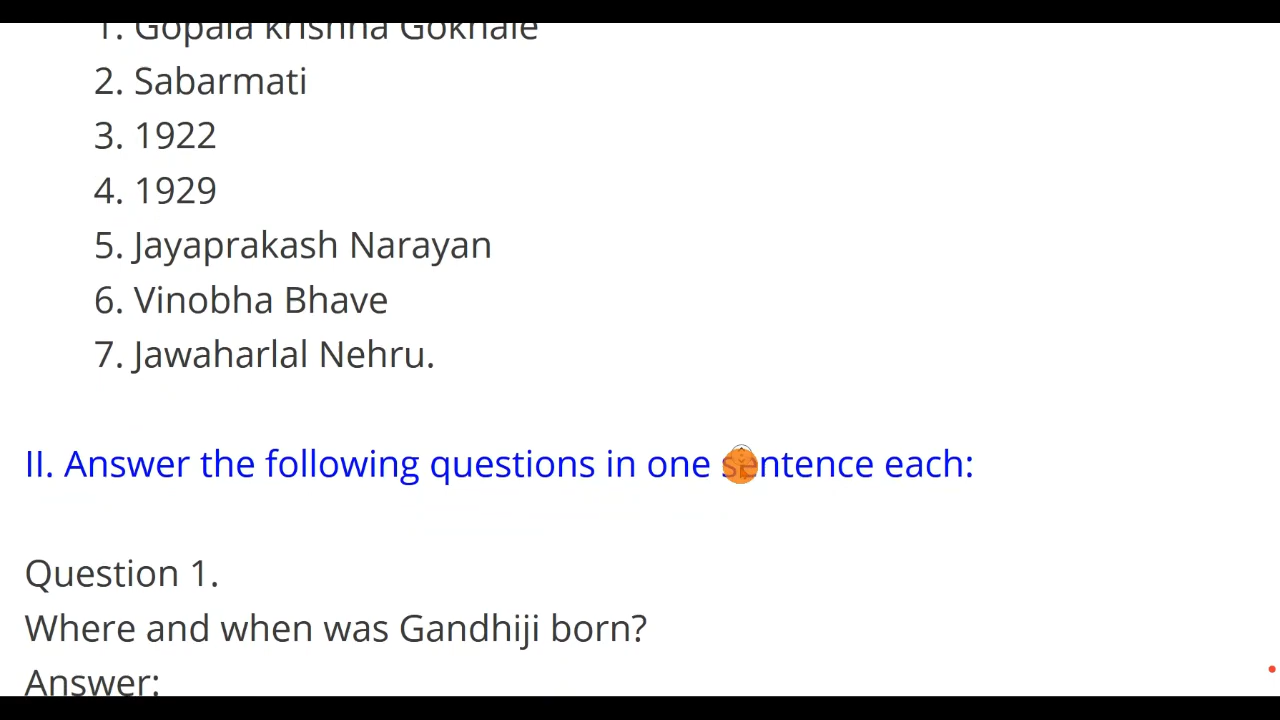 1. Gopala krishna Gokhale
2. Sabarmati
3. 1922
4. 1929
5. Jayaprakash Narayan
6. Vinobha Bhave
7. Jawaharlal Nehru.
II. Answer the following questions in one sentence each:
Question 1.
Where and when was Gandhiji born?
Answer: